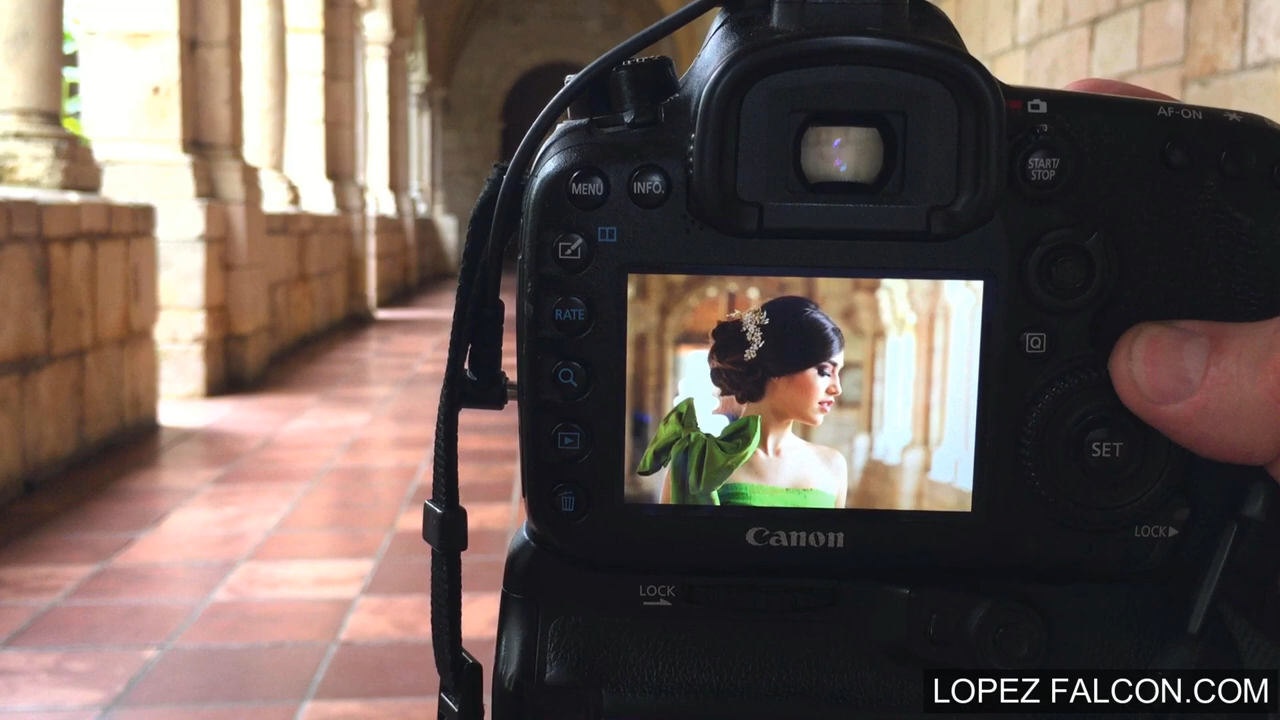 AF-ON
MENU
INFO.
START/
STOP
RATE
Q
SET
Canon
LOCK
LOCK
LOPEZ FALCON.COM